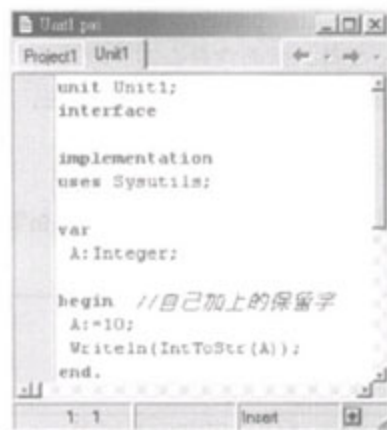 Unit1.pas
Project1 Unit1
unit Unit1;
interface
implementation
uses Sysutils;
var
A:Integer;
begin //自己加上的保留字
A:=10;
Writeln(IntToStr(A));
end.
1: 1 Insert